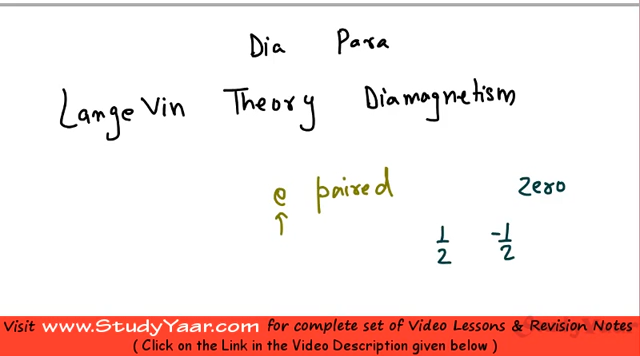 Dia Para
Langevin Theory Diamagnetism
e paired zero
↑
1/2 -1/2
Visit www.StudyYaar.com for complete set of Video Lessons & Revision Notes
( Click on the Link in the Video Description given below )